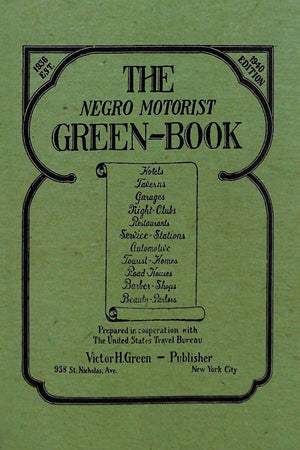 1936
EST.
1940
EDITION
THE
NEGRO MOTORIST
GREEN-BOOK
Hotels
Taverns
Garages
Night-Clubs
Restaurants
Service-Stations
Automotive
Tourist-Homes
Road-Houses
Barber-Shops
Beauty-Parlors
Prepared in cooperation with
The United States Travel Bureau
Victor H. Green ~ Publisher
938 St. Nicholas, Ave. New York City